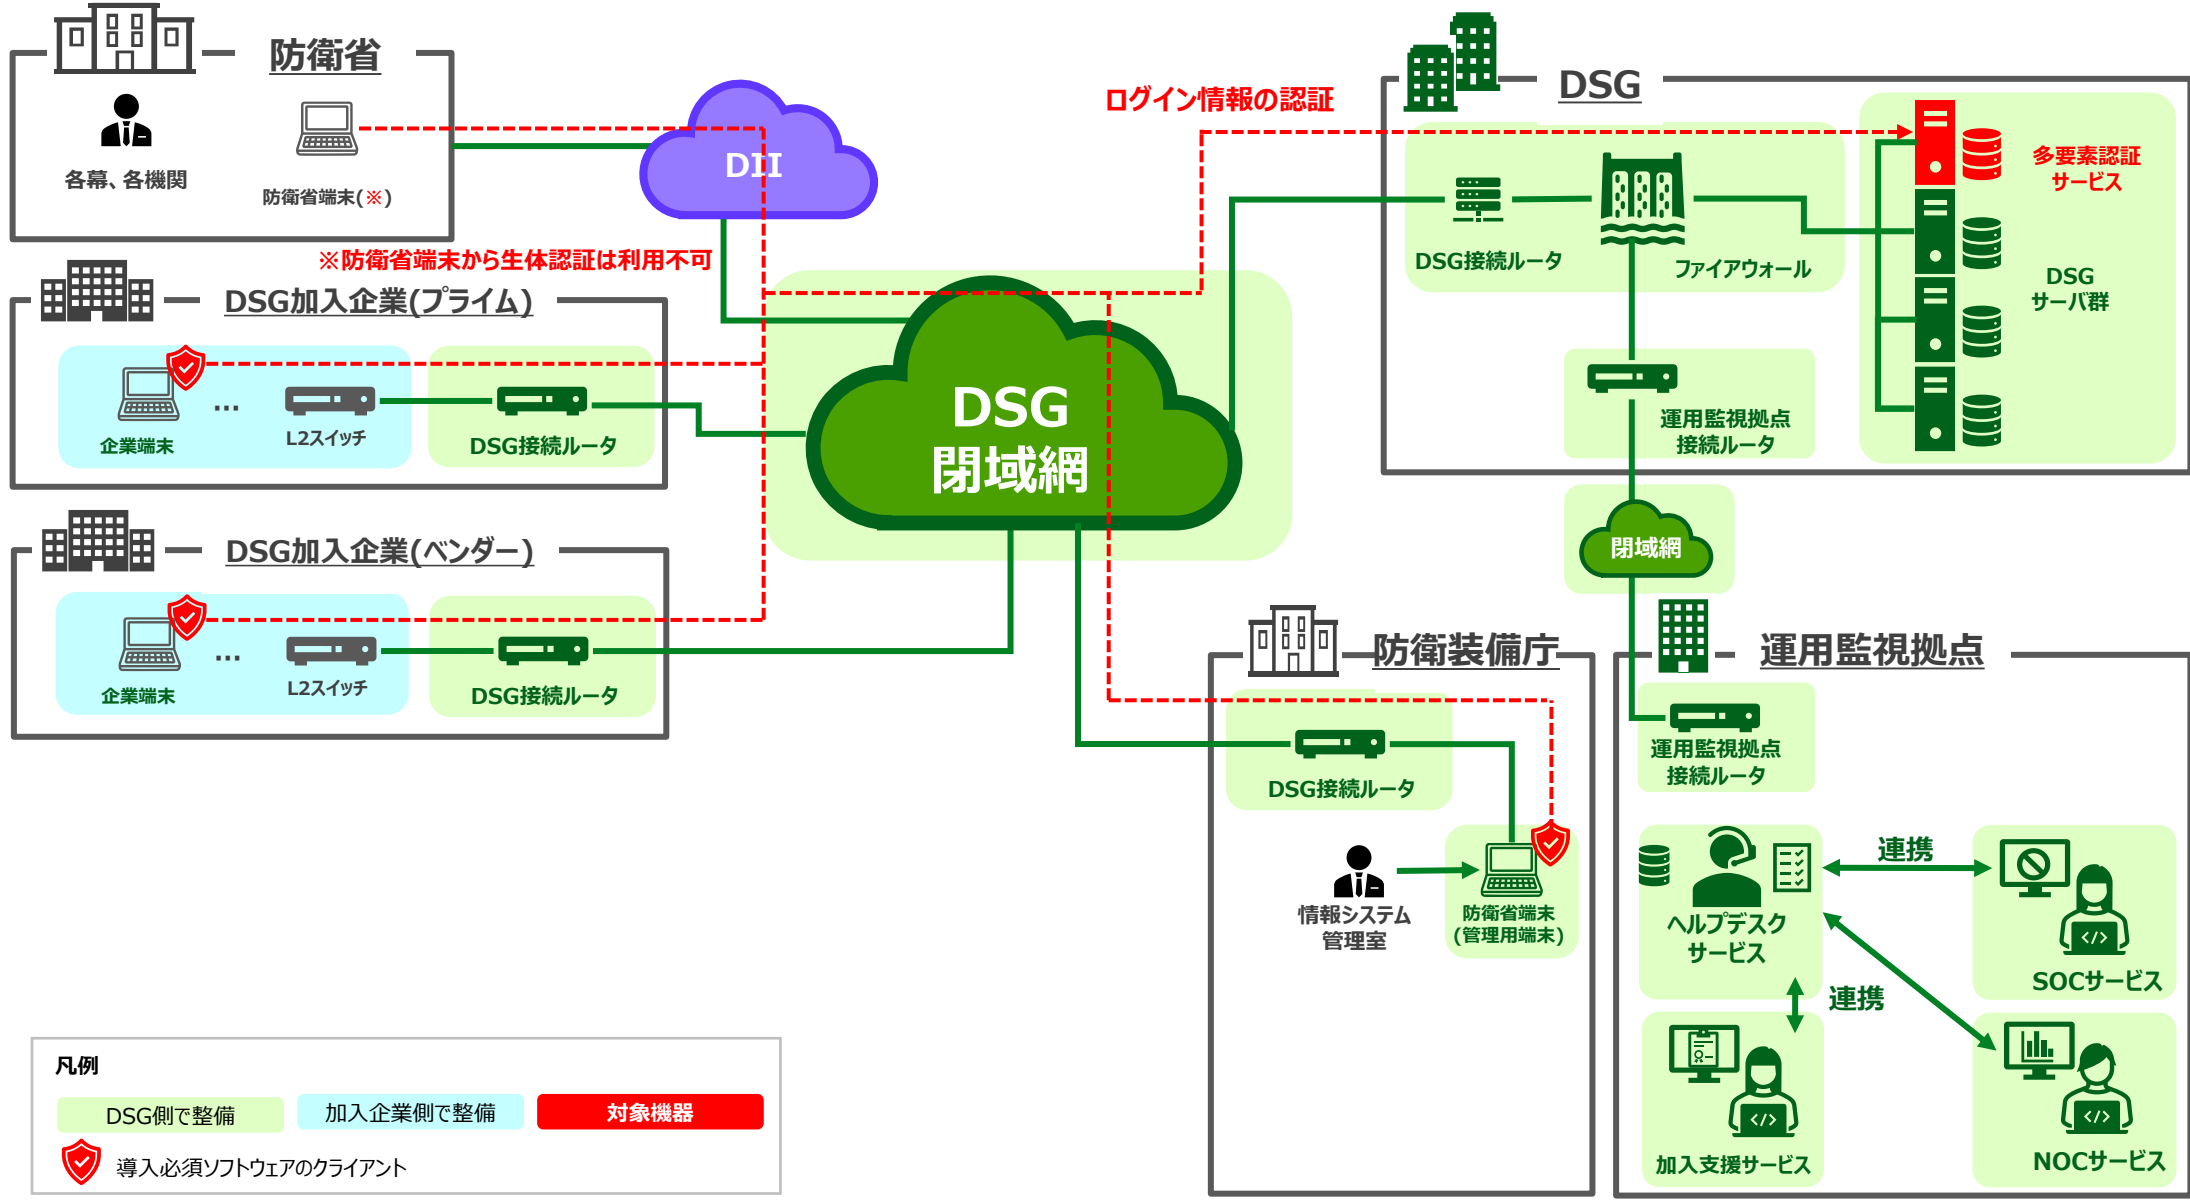 防衛省
各幕、各機関
防衛省端末(※)
DII
※防衛省端末から生体認証は利用不可
ログイン情報の認証
DSG
DSG接続ルータ
ファイアウォール
多要素認証
サービス
DSG
サーバ群
運用監視拠点
接続ルータ
閉域網
DSG加入企業(プライム)
企業端末
…
L2スイッチ
DSG接続ルータ
DSG
閉域網
DSG加入企業(ベンダー)
企業端末
…
L2スイッチ
DSG接続ルータ
防衛装備庁
DSG接続ルータ
情報システム
管理室
防衛省端末
(管理用端末)
運用監視拠点
運用監視拠点
接続ルータ
ヘルプデスク
サービス
連携
SOCサービス
連携
加入支援サービス
NOCサービス
凡例
DSG側で整備
加入企業側で整備
対象機器
導入必須ソフトウェアのクライアント